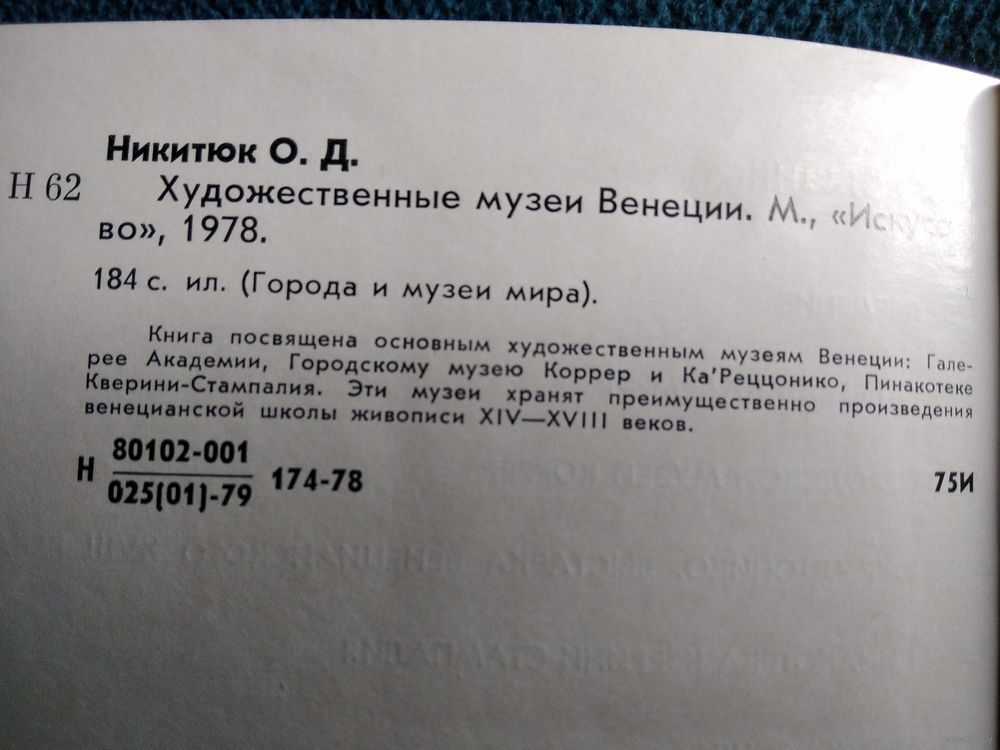 Никитюк О. Д.
Н 62
Художественные музеи Венеции. М., «Искусст
во», 1978.
184 с. ил. (Города и музеи мира).
Книга посвящена основным художественным музеям Венеции: Гале-
рее Академии, Городскому музею Коррер и Ка'Реццонико, Пинакотеке
Кверини-Стампалия. Эти музеи хранят преимущественно произведения
венецианской школы живописи XIV—XVIII веков.
Н 80102-001
025(01)-79 174-78 75И